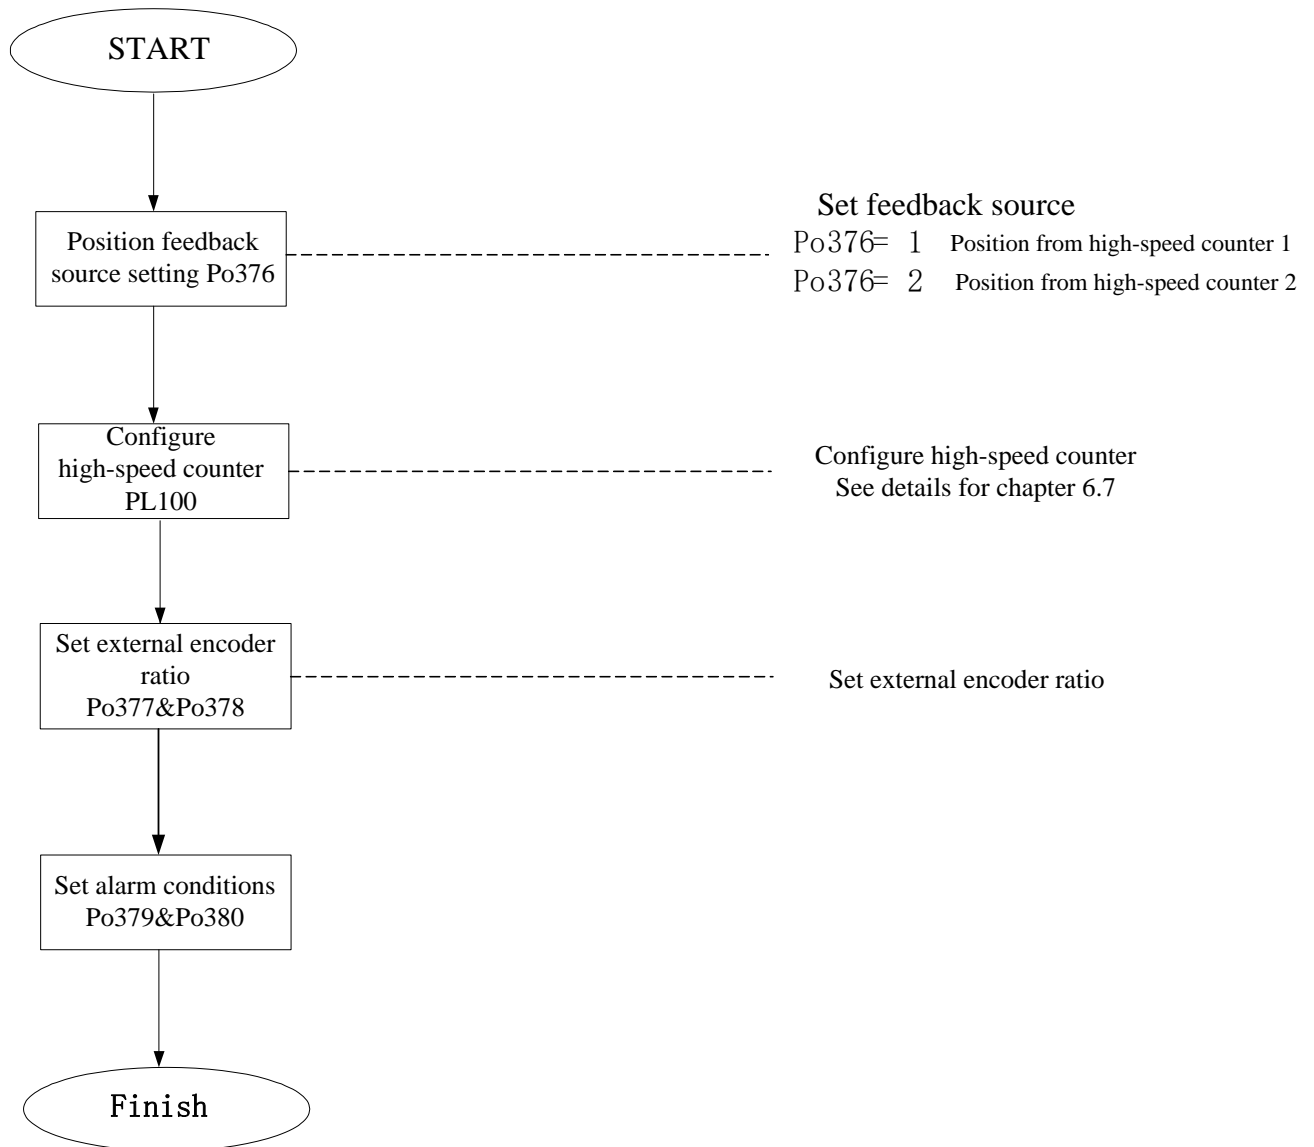 START
Position feedback
source setting Po376
Set feedback source
Po376= 1 Position from high-speed counter 1
Po376= 2 Position from high-speed counter 2
Configure
high-speed counter
PL100
Configure high-speed counter
See details for chapter 6.7
Set external encoder
ratio
Po377&Po378
Set external encoder ratio
Set alarm conditions
Po379&Po380
Finish